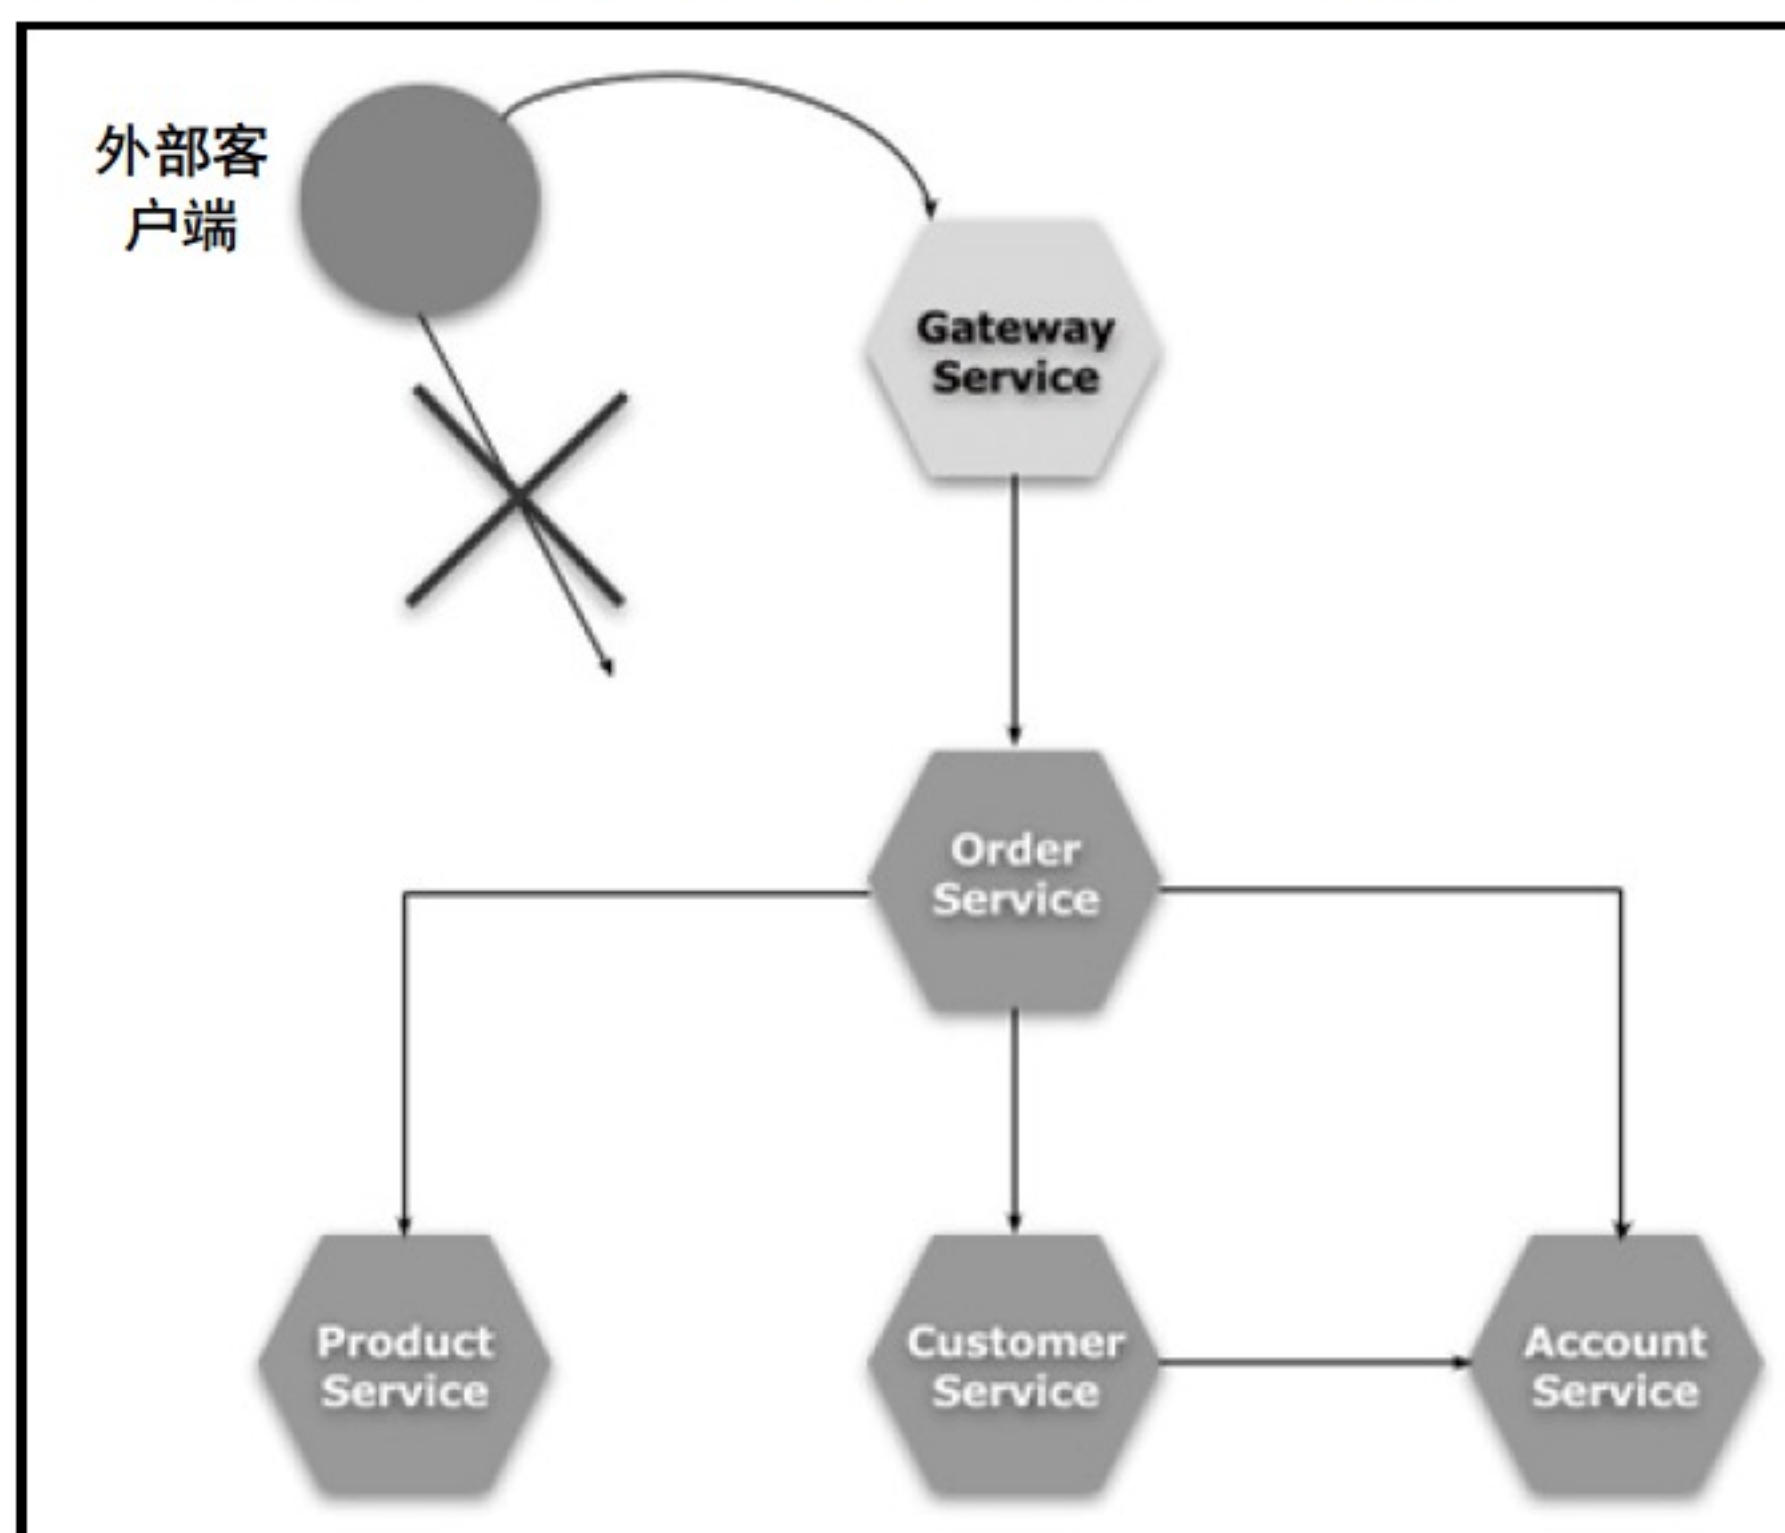 外部客
户端
Gateway
Service
Order
Service
Product
Service
Customer
Service
Account
Service